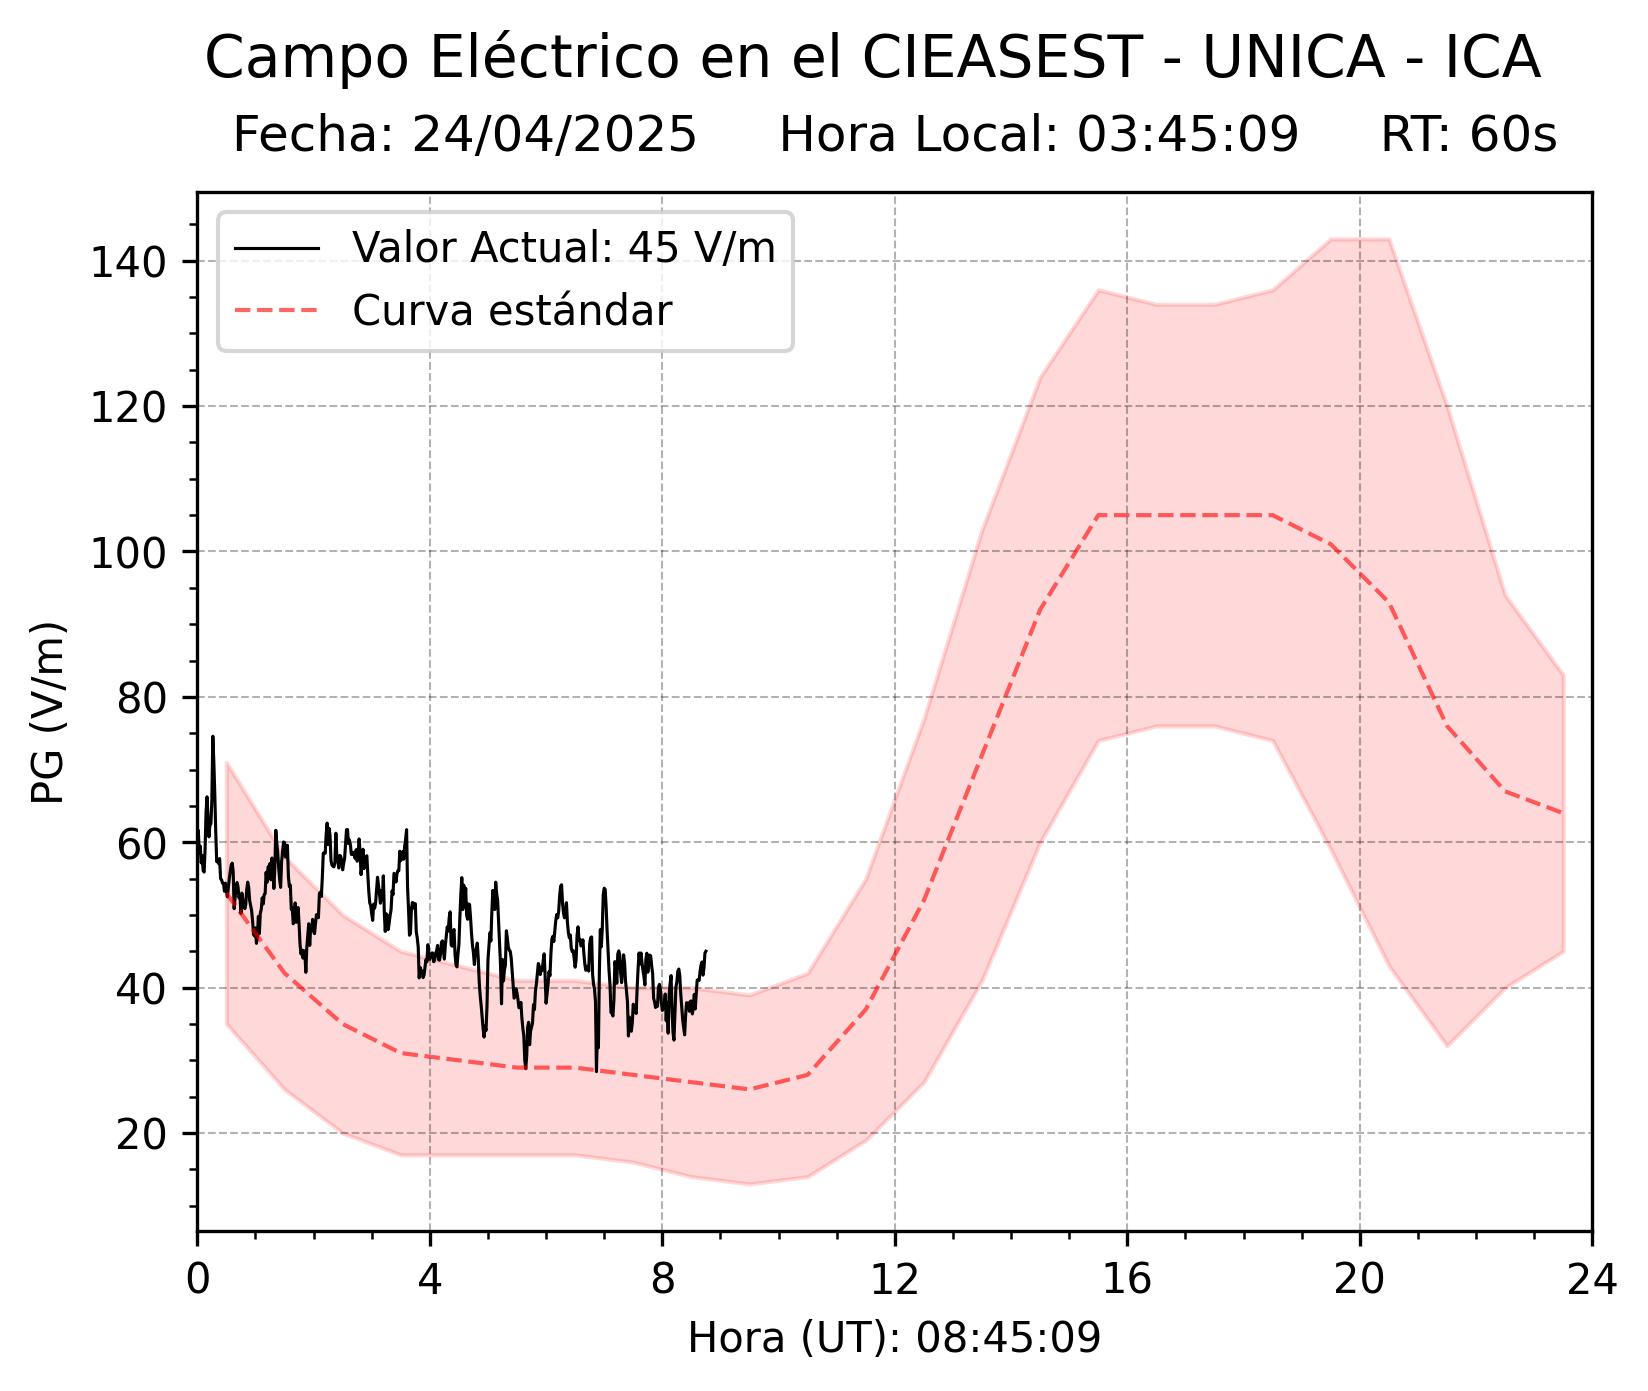 Campo Eléctrico en el CIEASEST - UNICA - ICA
Fecha: 24/04/2025 Hora Local: 03:45:09 RT: 60s
Valor Actual: 45 V/m
Curva estándar
PG (V/m)
140
120
100
80
60
40
20
0 4 8 12 16 20 24
Hora (UT): 08:45:09